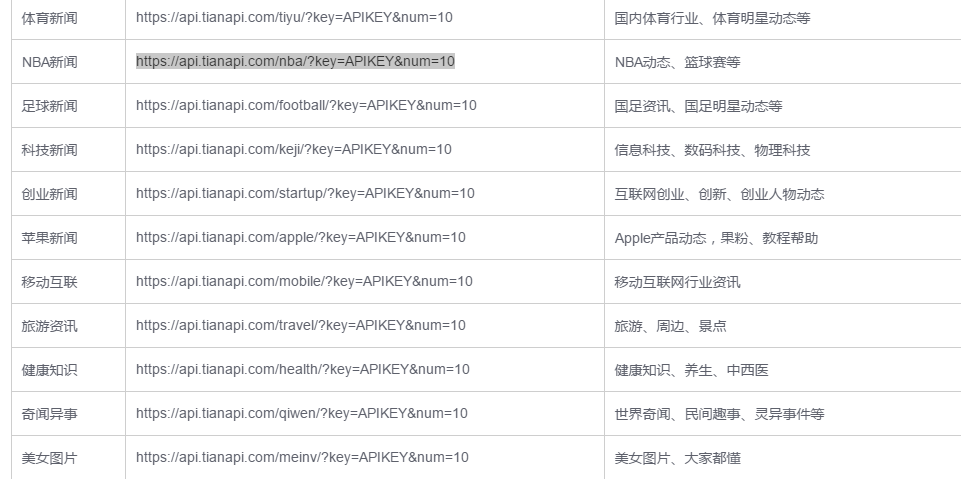 体育新闻 https://api.tianapi.com/tiyu/?key=APIKEY&num=10 国内体育行业、体育明星动态等
NBA新闻 https://api.tianapi.com/nba/?key=APIKEY&num=10 NBA动态、篮球赛等
足球新闻 https://api.tianapi.com/football/?key=APIKEY&num=10 国足资讯、国足明星动态等
科技新闻 https://api.tianapi.com/keji/?key=APIKEY&num=10 信息科技、数码科技、物理科技
创业新闻 https://api.tianapi.com/startup/?key=APIKEY&num=10 互联网创业、创新、创业人物动态
苹果新闻 https://api.tianapi.com/apple/?key=APIKEY&num=10 Apple产品动态，果粉、教程帮助
移动互联 https://api.tianapi.com/mobile/?key=APIKEY&num=10 移动互联网行业资讯
旅游资讯 https://api.tianapi.com/travel/?key=APIKEY&num=10 旅游、周边、景点
健康知识 https://api.tianapi.com/health/?key=APIKEY&num=10 健康知识、养生、中西医
奇闻异事 https://api.tianapi.com/qiwen/?key=APIKEY&num=10 世界奇闻、民间趣事、灵异事件等
美女图片 https://api.tianapi.com/meinv/?key=APIKEY&num=10 美女图片、大家都懂